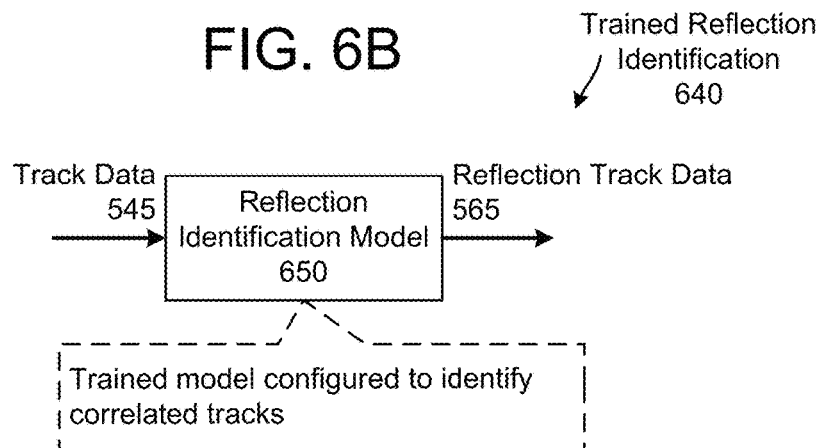 FIG. 6B
Trained Reflection
Identification
640
Track Data
545
Reflection
Identification Model
650
Reflection Track Data
565
Trained model configured to identify
correlated tracks